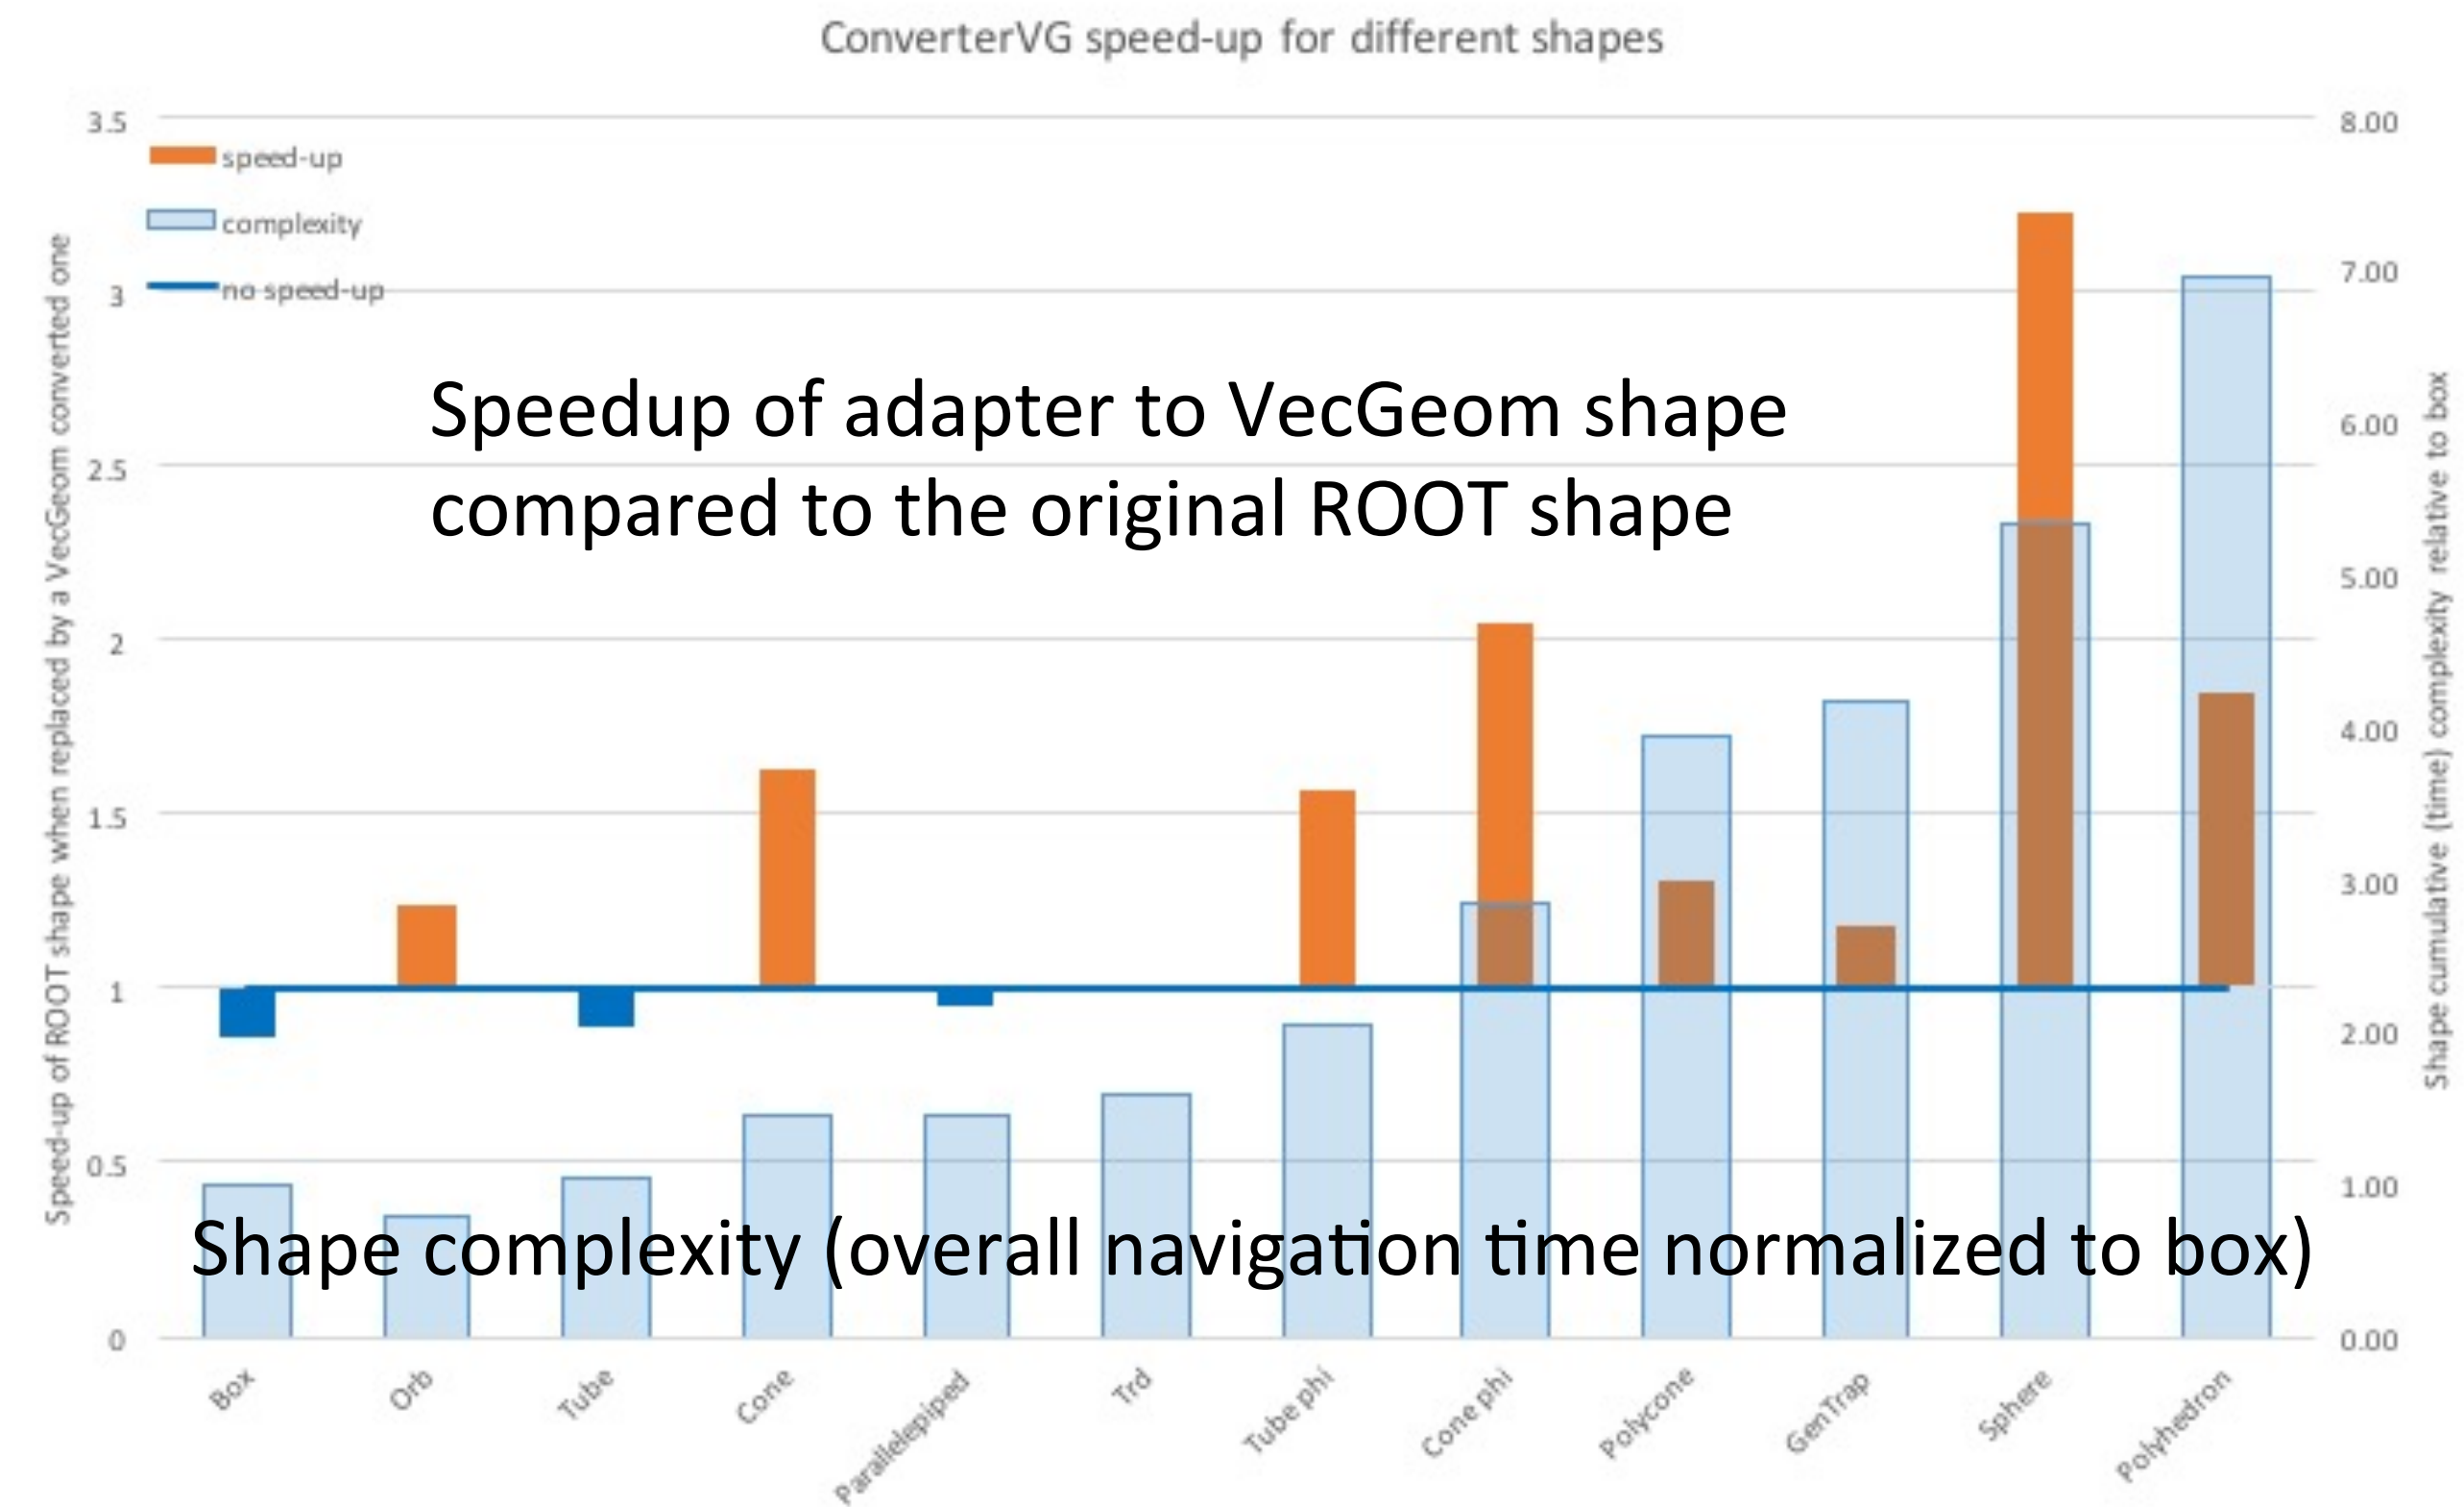 ConverterVG speed-up for different shapes
3.5
3
2.5
2
1.5
1
0.5
0
8.00
7.00
6.00
5.00
4.00
3.00
2.00
1.00
0.00
speed-up
complexity
no speed-up
Speed-up of ROOT shape when replaced by a VecGeom converted one
Shape cumulative (time) complexity relative to box
Speedup of adapter to VecGeom shape
compared to the original ROOT shape
Shape complexity (overall navigation time normalized to box)
Box
Orb
Tube
Cone
Parallelepiped
Trd
Tube phi
Cone phi
Polycone
GenTrap
Sphere
Polyhedron